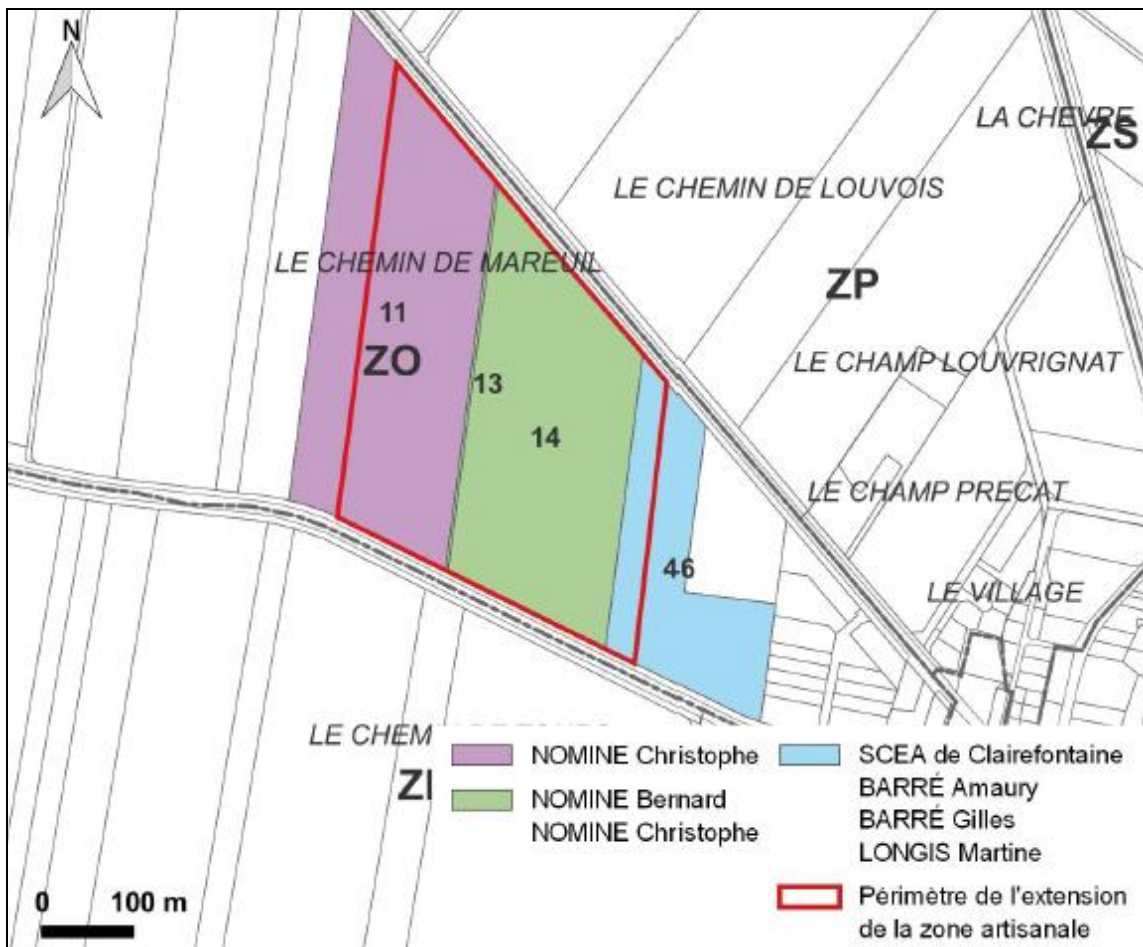 N
LA CHEVRE
ZS
LE CHEMIN DE LOUVOIS
LE CHEMIN DE MAREUIL
ZP
11
ZO
LE CHAMP LOUVRIGNAT
13
14
LE CHAMP PRECAT
46
LE VILLAGE
LE CHEM
NOMINE Christophe
NOMINE Bernard
NOMINE Christophe
SCEA de Clairefontaine
BARRÉ Amaury
BARRÉ Gilles
LONGIS Martine
Périmètre de l'extension
de la zone artisanale
0 100 m